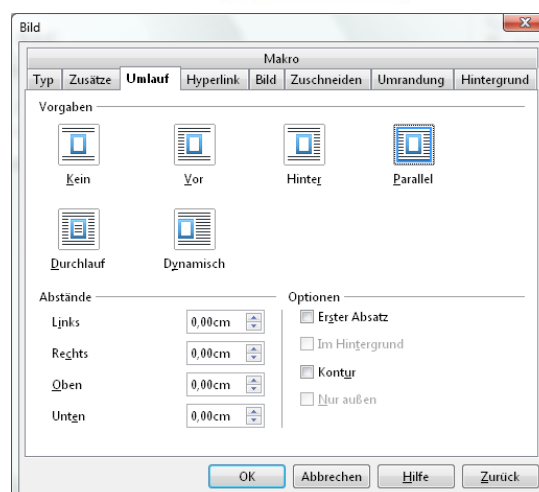 Bild
Makro
Typ Zusätze Umlauf Hyperlink Bild Zuschneiden Umrandung Hintergrund
Vorgaben
Kein Vor Hinter Parallel
Durchlauf Dynamisch
Abstände Optionen
Links 0,00cm Erster Absatz
Rechts 0,00cm Im Hintergrund
Oben 0,00cm Kontur
Unten 0,00cm Nur außen
OK Abbrechen Hilfe Zurück